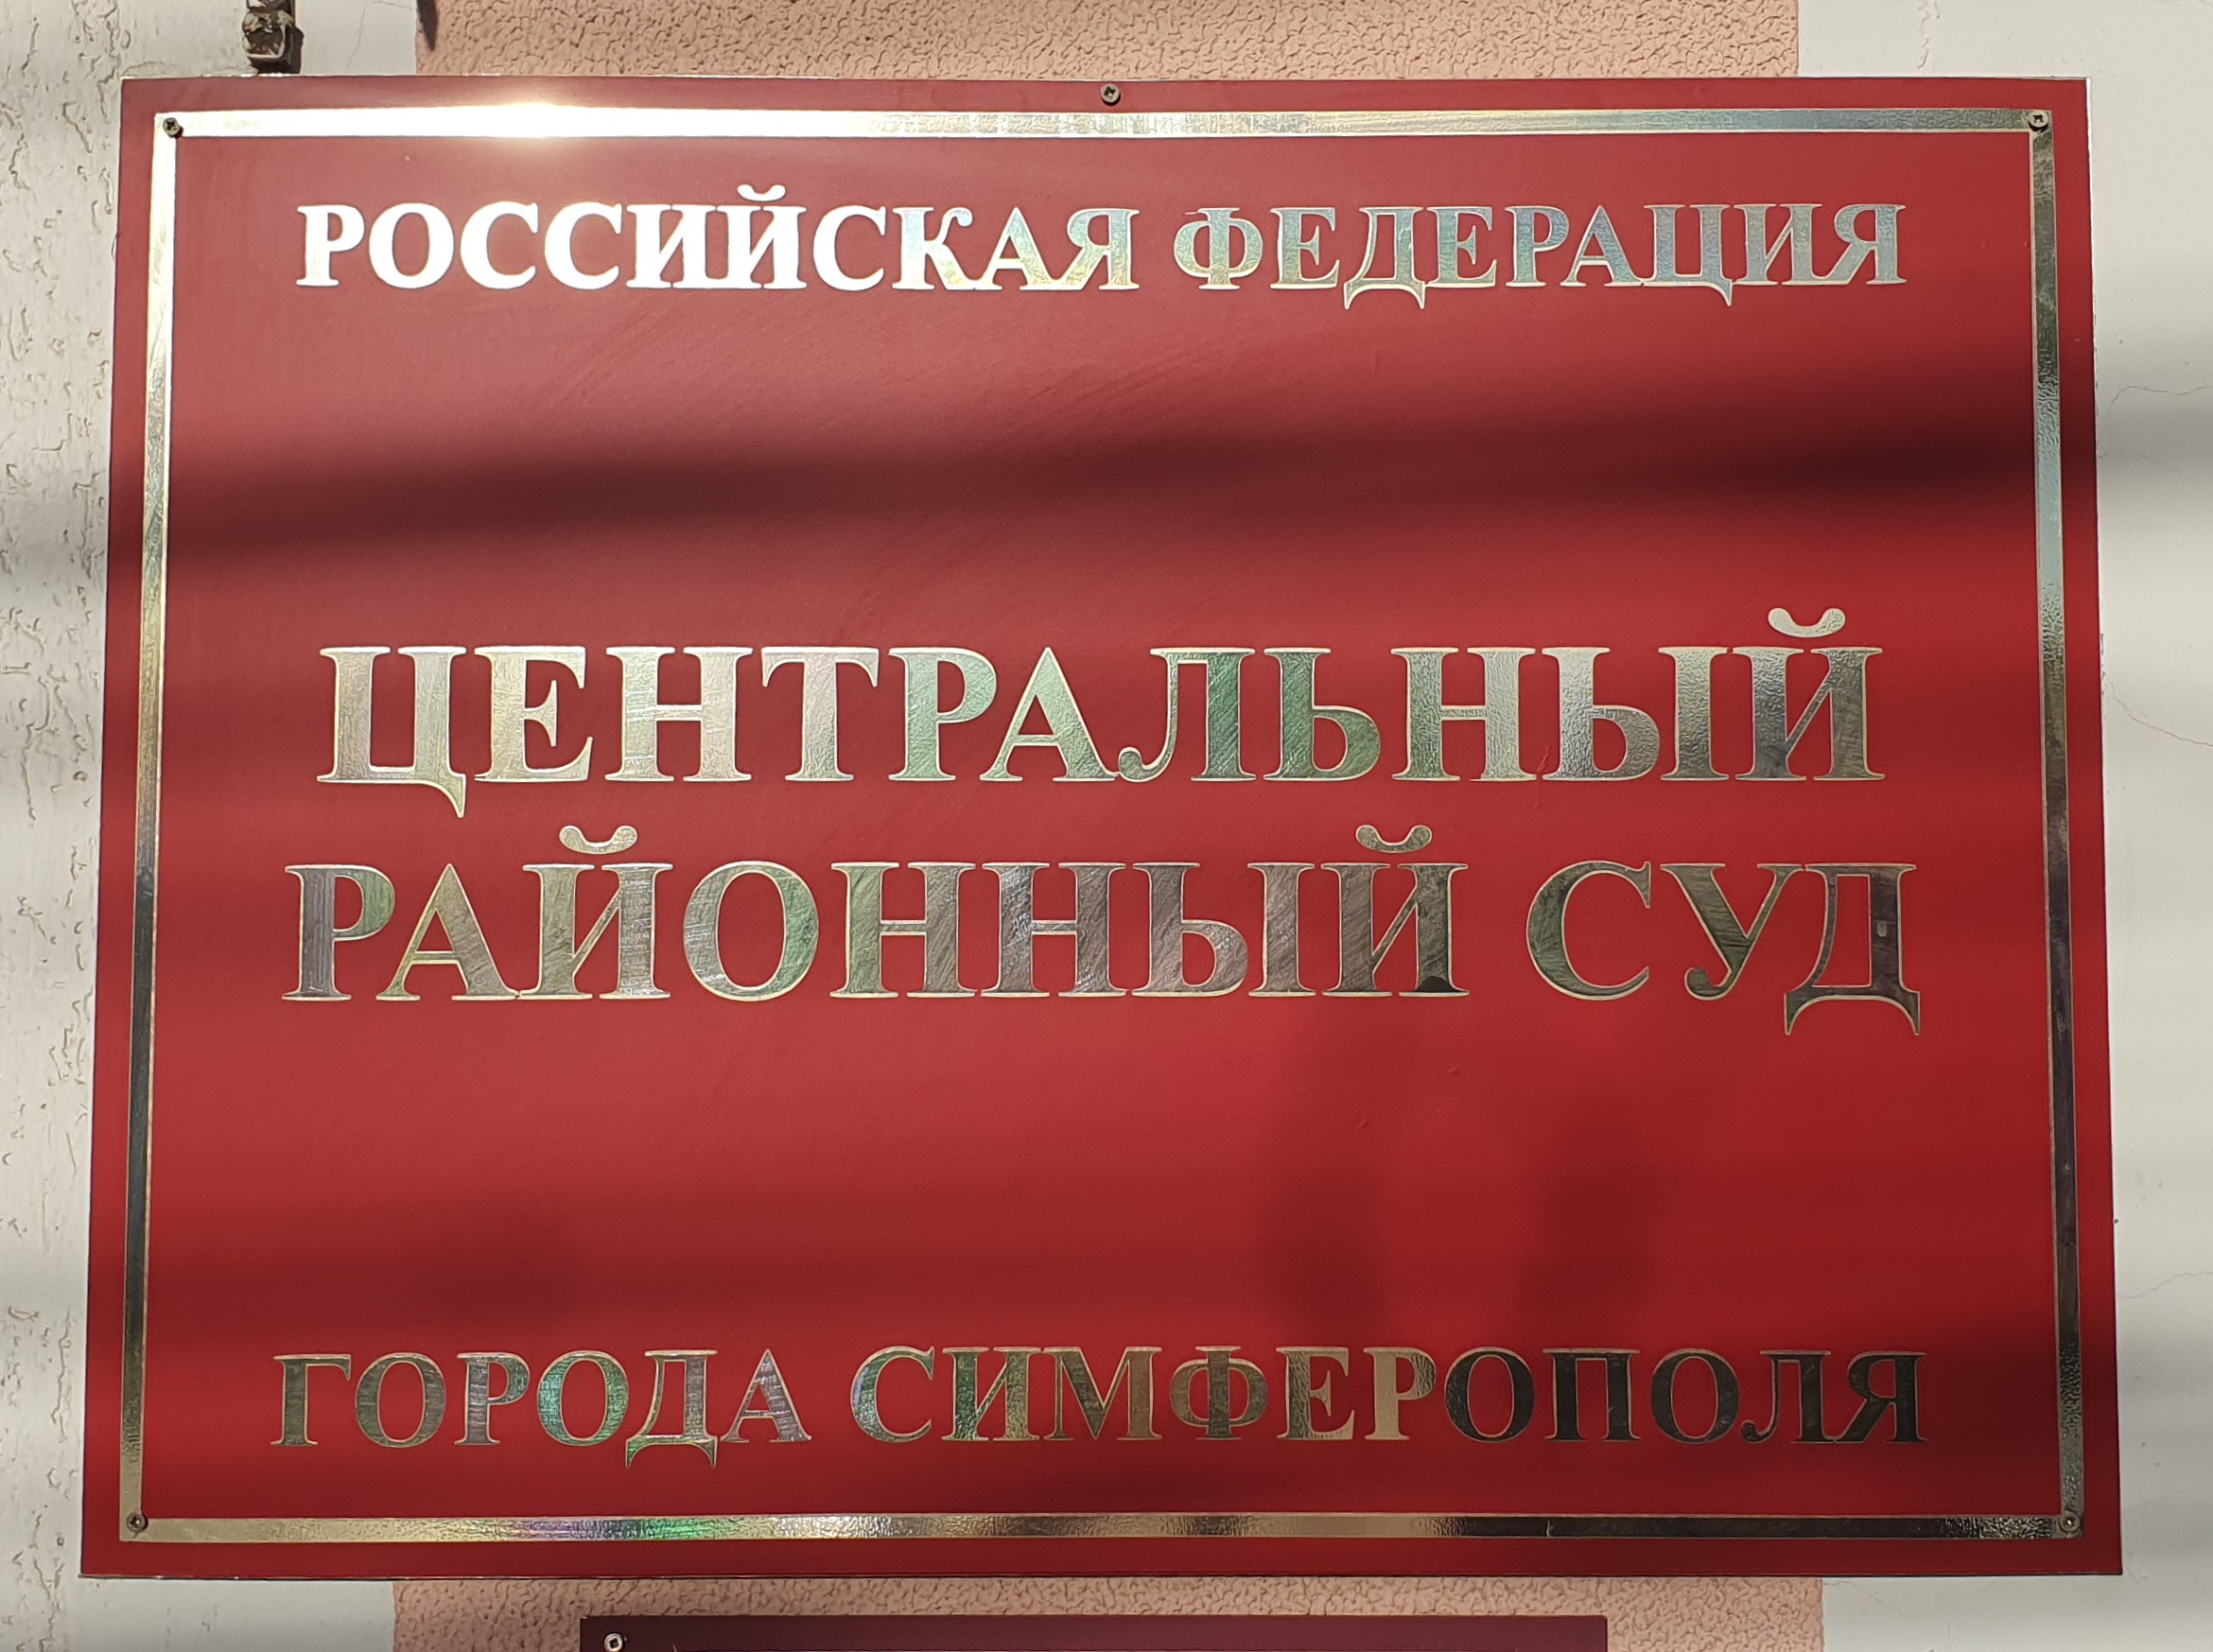 РОССИЙСКАЯ ФЕДЕРАЦИЯ
ЦЕНТРАЛЬНЫЙ
РАЙОННЫЙ СУД
ГОРОДА СИМФЕРОПОЛЯ